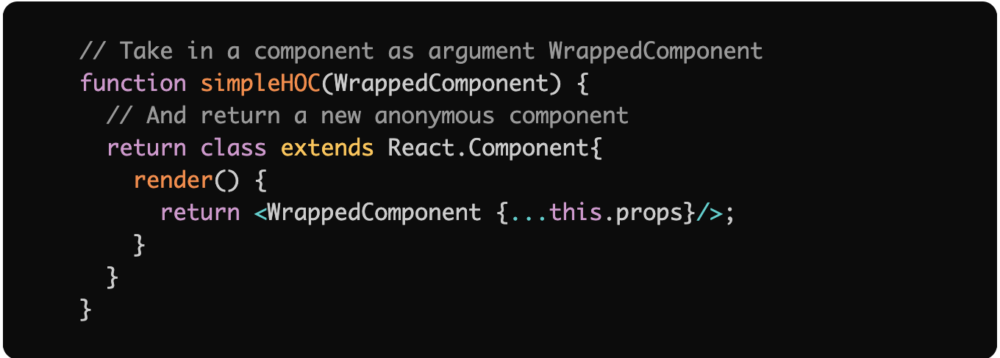 // Take in a component as argument WrappedComponent
function simpleHOC(WrappedComponent) {
  // And return a new anonymous component
  return class extends React.Component{
    render() {
      return <WrappedComponent {...this.props}/>;
    }
  }
}